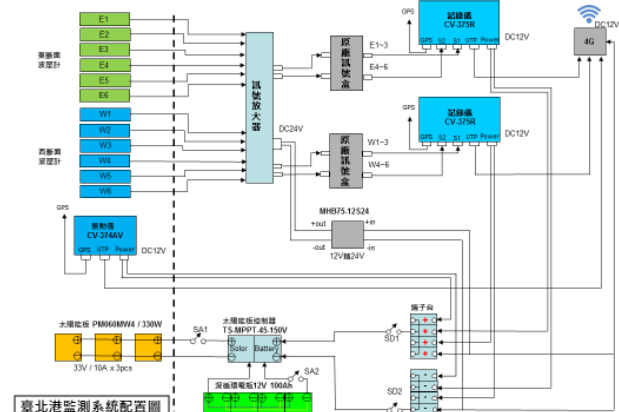 E1
E2
E3
E4
E5
E6
東斷面
波壓計
W1
W2
W3
W4
W5
W6
西斷面
波壓計
訊號放大器
DC24V
原廠訊號盒
E1~3
E4~6
原廠訊號盒
W1~3
W4~6
GPS
記錄儀
CV-375R
GPS S2 S1 UTP Power
DC12V
GPS
記錄儀
CV-375R
GPS S2 S1 UTP Power
DC12V
DC12V
4G
MHB75-12S24
+out
+in
-out
-in
12V轉24V
GPS
振動儀
CV-374AV
GPS UTP Power
DC12V
太陽能板 PM060MW4 / 330W
33V / 10A x 3pcs
SA1
太陽能板控制器
TS-MPPT-45-150V
Solor Battery
SA2
深循環電瓶12V 100Ah
端子台
SD1
SD2
臺北港監測系統配置圖